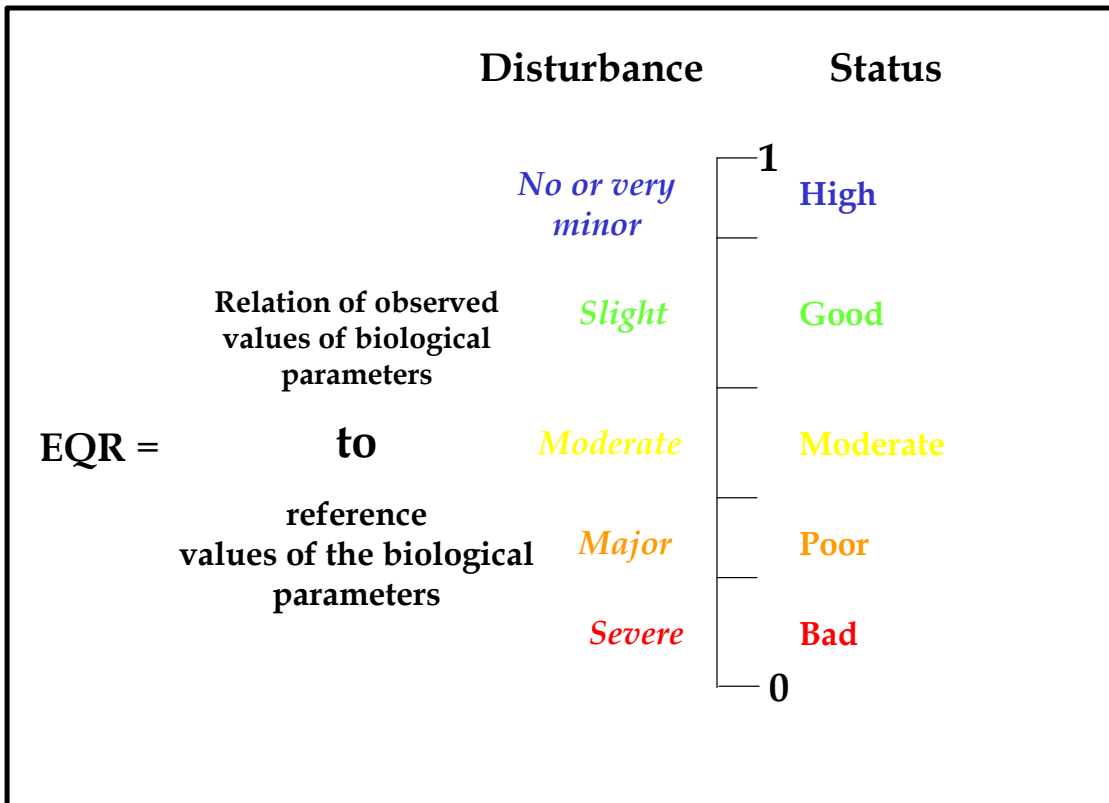 Disturbance Status
1
No or very
minor
High
Relation of observed
values of biological
parameters
Slight
Good
EQR =
to
Moderate
Moderate
reference
values of the biological
parameters
Major
Poor
Severe
Bad
0